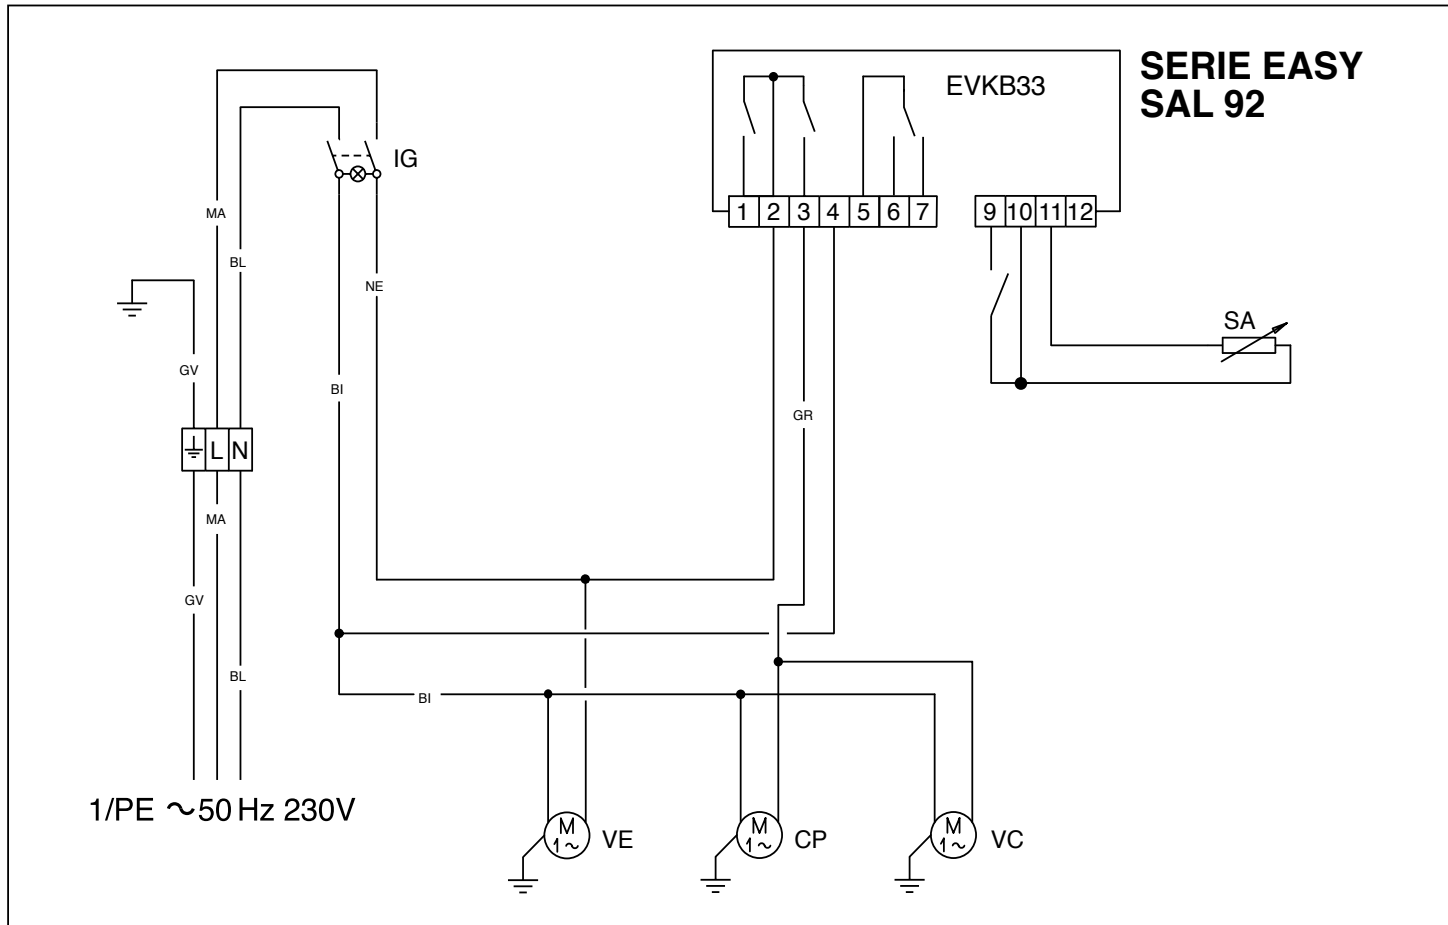 SERIE EASY
SAL 92
EVKB33
IG
1 2 3 4 5 6 7
9 10 11 12
MA
BL
NE
SA
GV
BI
GR
L N
MA
GV
BL
BI
1/PE ~50 Hz 230V
M
1~
VE
M
1~
CP
M
1~
VC